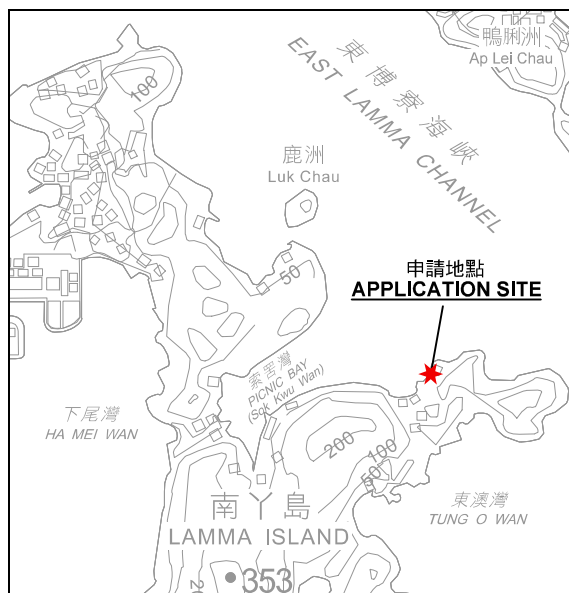 鴨脷洲
Ap Lei Chau
東博寮海峽
EAST LAMMA CHANNEL
100
鹿洲
Luk Chau
50
申請地點
APPLICATION SITE
索罟灣
PICNIC BAY
(Sok Kwu Wan)
下尾灣
HA MEI WAN
200
100
50
東澳灣
TUNG O WAN
南丫島
LAMMA ISLAND
353